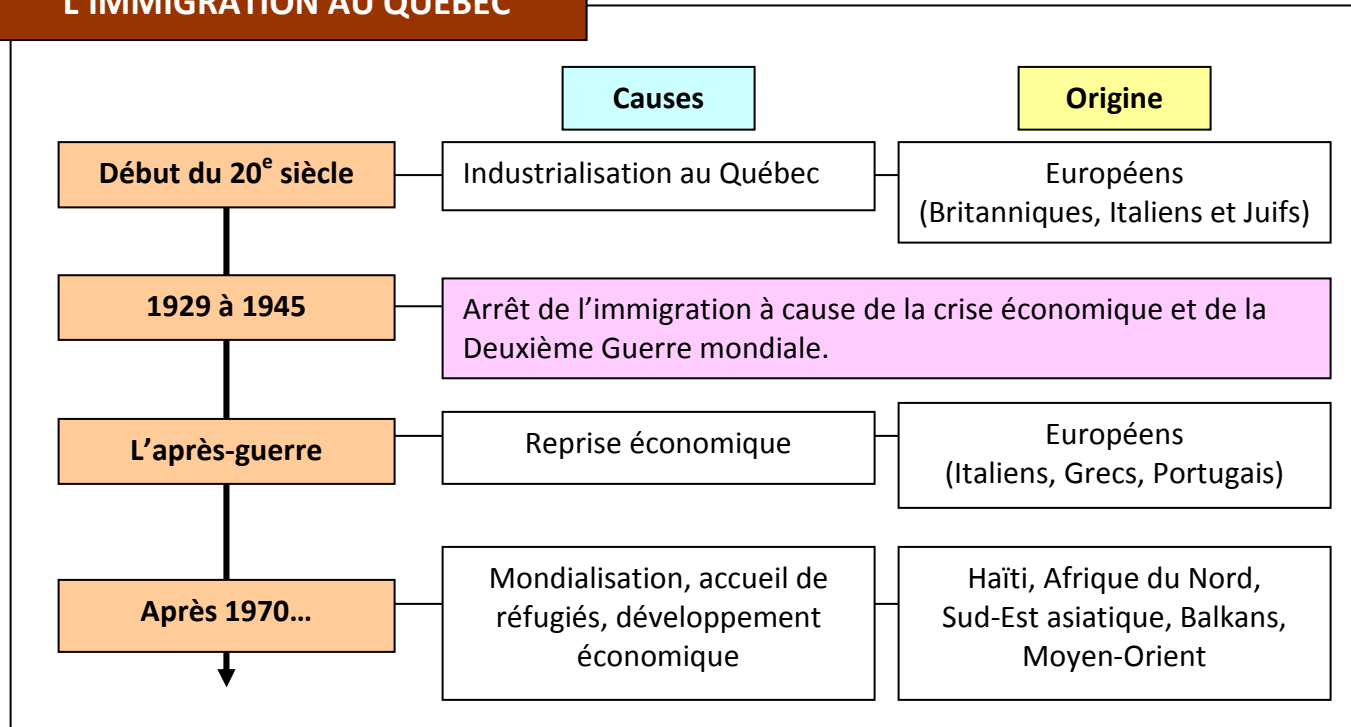 L'IMMIGRATION AU QUÉBEC
Causes
Origine
Début du 20e siècle
Industrialisation au Québec
Européens
(Britanniques, Italiens et Juifs)
1929 à 1945
Arrêt de l'immigration à cause de la crise économique et de la
Deuxième Guerre mondiale.
L'après-guerre
Reprise économique
Européens
(Italiens, Grecs, Portugais)
Après 1970…
Mondialisation, accueil de
réfugiés, développement
économique
Haïti, Afrique du Nord,
Sud-Est asiatique, Balkans,
Moyen-Orient